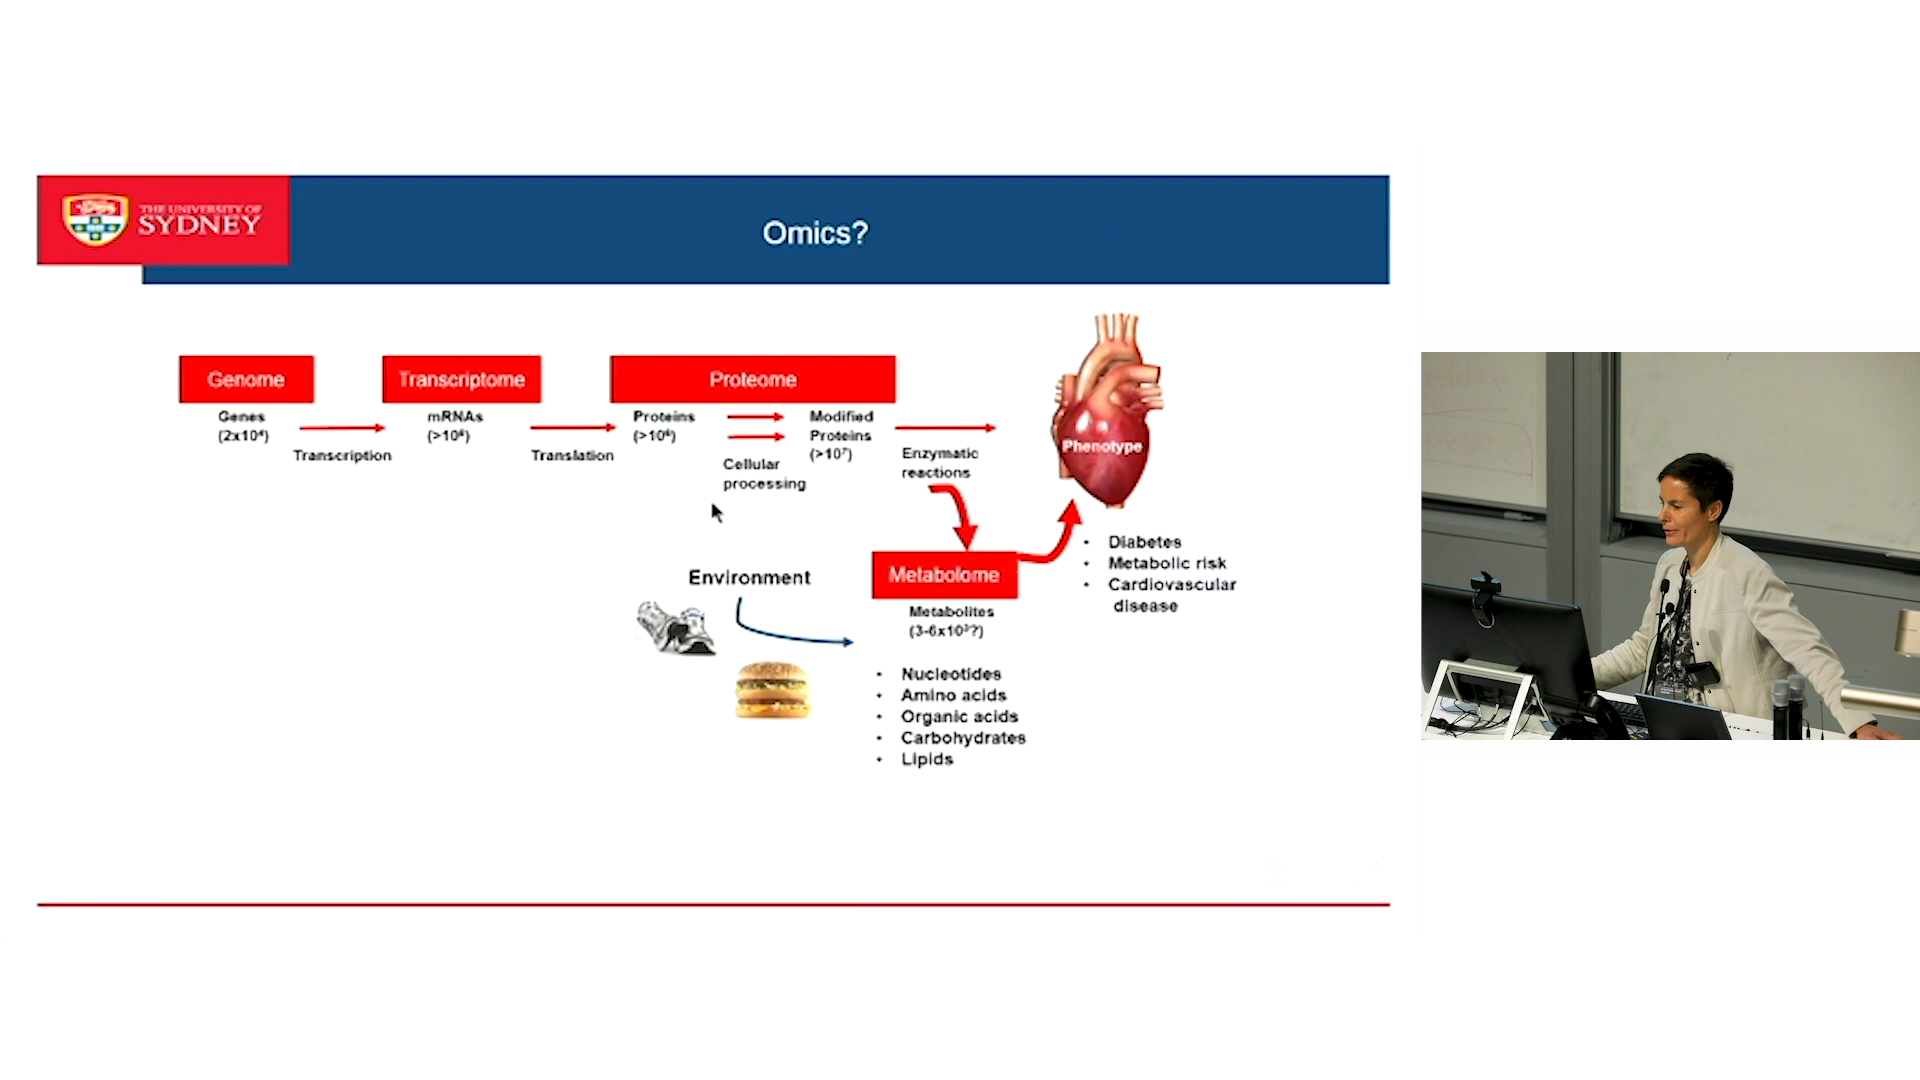 THE UNIVERSITY OF
SYDNEY
Omics?
Genome
Genes
(2x10⁴)
Transcription
Transcriptome
mRNAs
(>10⁶)
Translation
Proteome
Proteins
(>10⁶)
Cellular
processing
Modified
Proteins
(>10⁷)
Enzymatic
reactions
Phenotype
Diabetes
Metabolic risk
Cardiovascular
disease
Environment
Metabolome
Metabolites
(3-6x10³?)
Nucleotides
Amino acids
Organic acids
Carbohydrates
Lipids